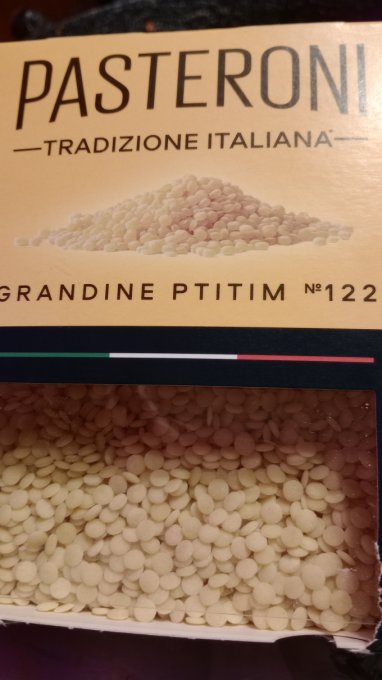 PASTERONI
TRADIZIONE ITALIANA
GRANDINE PTITIM №122